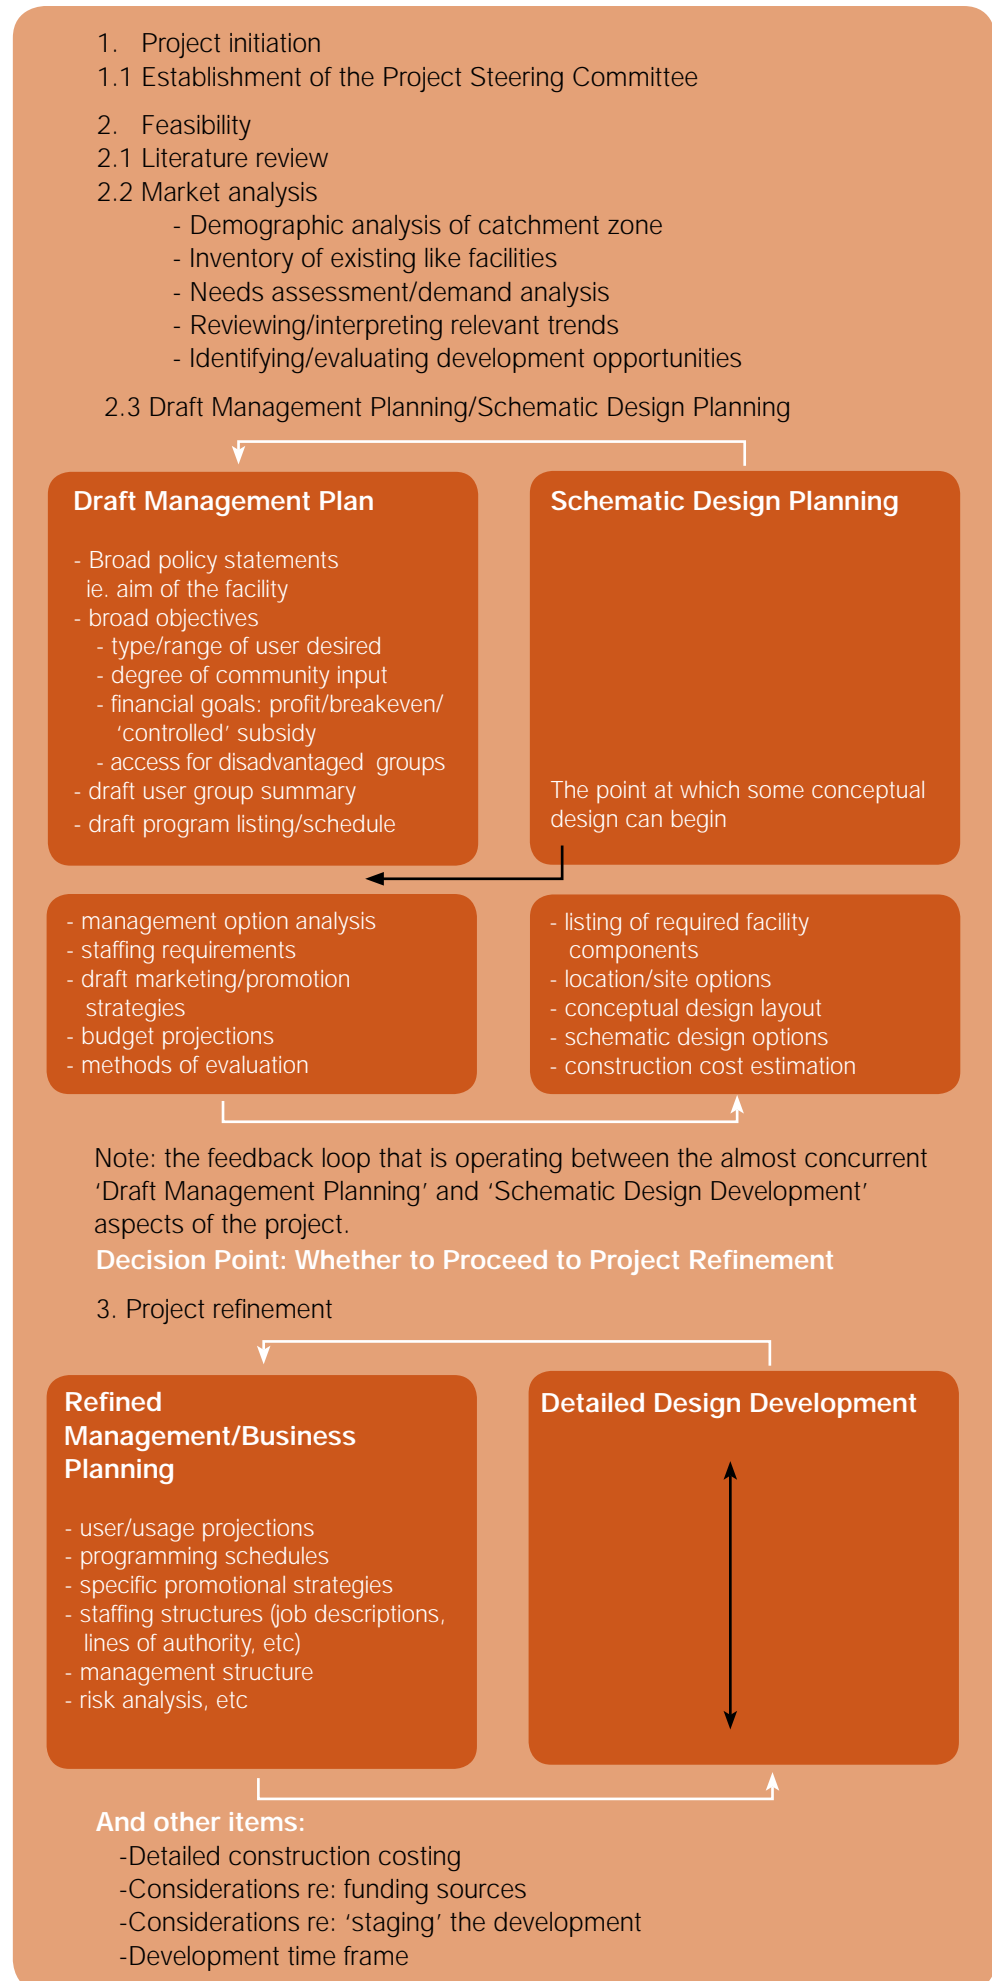 1. Project initiation
1.1 Establishment of the Project Steering Committee
2. Feasibility
2.1 Literature review
2.2 Market analysis
- Demographic analysis of catchment zone
- Inventory of existing like facilities
- Needs assessment/demand analysis
- Reviewing/interpreting relevant trends
- Identifying/evaluating development opportunities
2.3 Draft Management Planning/Schematic Design Planning
Draft Management Plan
- Broad policy statements
ie. aim of the facility
- broad objectives
- type/range of user desired
- degree of community input
- financial goals: profit/breakeven/
‘controlled’ subsidy
- access for disadvantaged groups
- draft user group summary
- draft program listing/schedule
Schematic Design Planning
The point at which some conceptual
design can begin
- management option analysis
- staffing requirements
- draft marketing/promotion
strategies
- budget projections
- methods of evaluation
- listing of required facility
components
- location/site options
- conceptual design layout
- schematic design options
- construction cost estimation
Note: the feedback loop that is operating between the almost concurrent
‘Draft Management Planning’ and ‘Schematic Design Development’
aspects of the project.
Decision Point: Whether to Proceed to Project Refinement
3. Project refinement
Refined
Management/Business
Planning
- user/usage projections
- programming schedules
- specific promotional strategies
- staffing structures (job descriptions,
lines of authority, etc)
- management structure
- risk analysis, etc
Detailed Design Development
And other items:
-Detailed construction costing
-Considerations re: funding sources
-Considerations re: ‘staging’ the development
-Development time frame